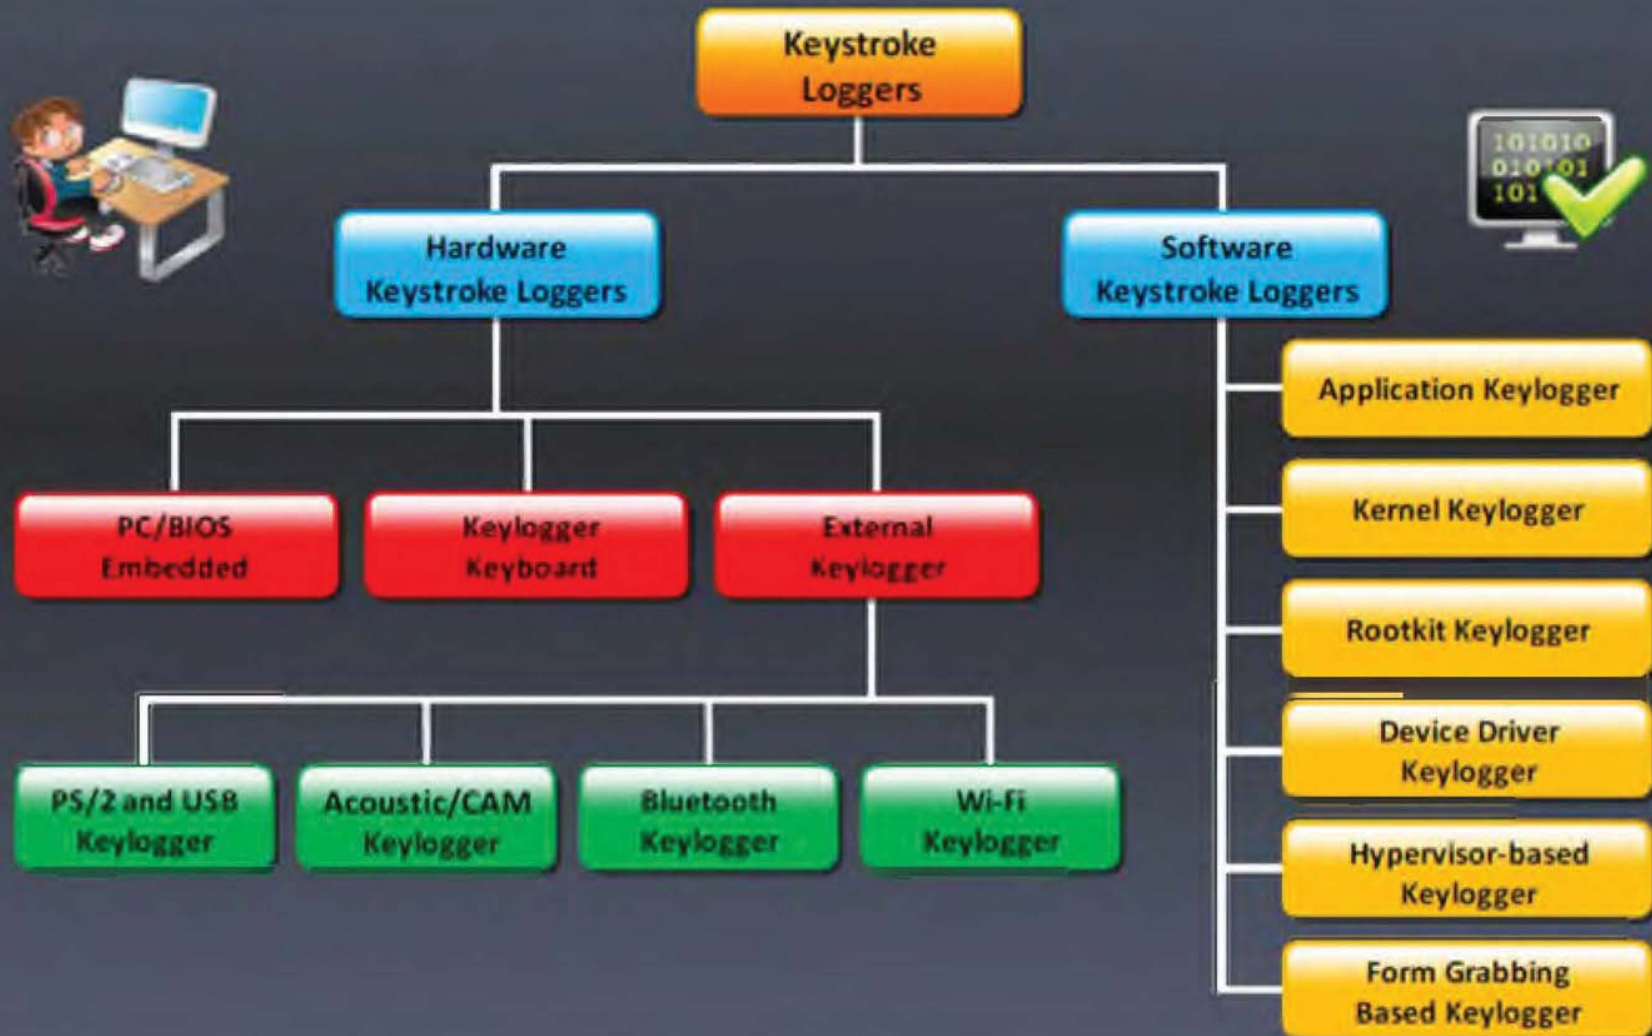 Keystroke
Loggers
101010
010101
101
Hardware
Keystroke Loggers
Software
Keystroke Loggers
Application Keylogger
Kernel Keylogger
Rootkit Keylogger
Device Driver
Keylogger
Hypervisor-based
Keylogger
Form Grabbing
Based Keylogger
PC/BIOS
Embedded
Keylogger
Keyboard
External
Keylogger
PS/2 and USB
Keylogger
Acoustic/CAM
Keylogger
Bluetooth
Keylogger
Wi-Fi
Keylogger